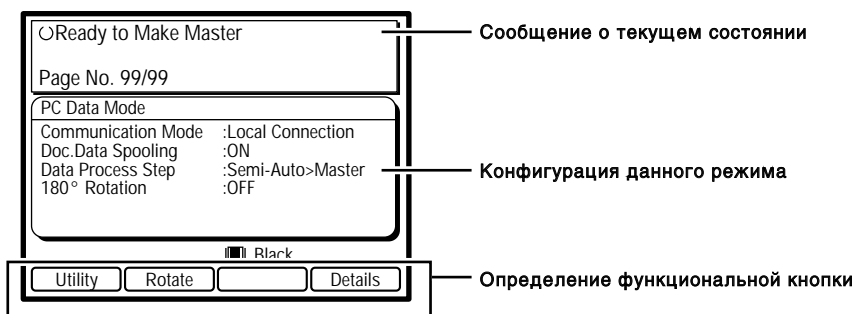 Ready to Make Master
Сообщение о текущем состоянии
Page No. 99/99
PC Data Mode
Communication Mode :Local Connection
Doc.Data Spooling :ON
Data Process Step :Semi-Auto>Master
Конфигурация данного режима
180° Rotation :OFF
Black
Utility Rotate Details
Определение функциональной кнопки